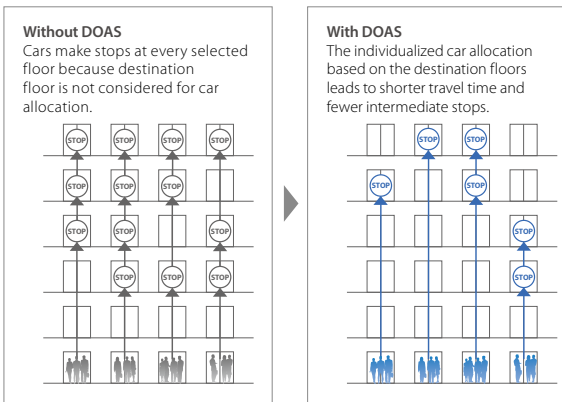 Without DOAS
Cars make stops at every selected
floor because destination
floor is not considered for car
allocation.
STOP STOP STOP STOP
STOP STOP STOP
STOP STOP STOP
STOP STOP STOP
With DOAS
The individualized car allocation
based on the destination floors
leads to shorter travel time and
fewer intermediate stops.
STOP STOP
STOP STOP
STOP
STOP